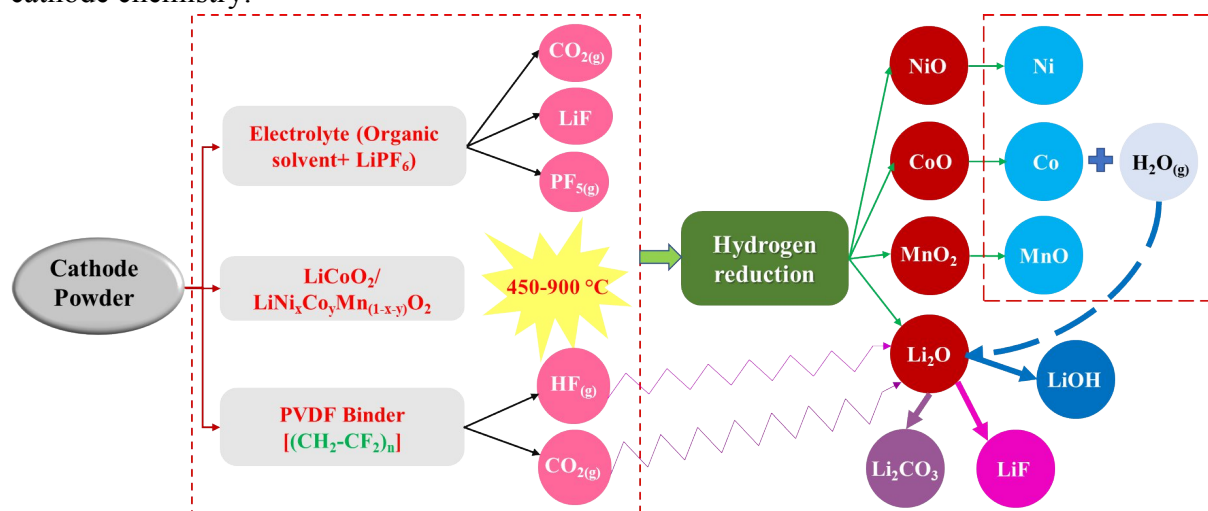 cathode chemistry.
Cathode
Powder
Electrolyte (Organic
solvent+ LiPF₆)
LiCoO₂/
LiNiₓCoᵧMn₍₁₋ₓ₋ᵧ₎O₂
PVDF Binder
[(CH₂-CF₂)ₙ]
CO₂₍g₎
LiF
PF₅₍g₎
450-900 °C
HF₍g₎
CO₂₍g₎
Hydrogen
reduction
NiO
CoO
MnO₂
Li₂O
Ni
Co
MnO
H₂O₍g₎
LiOH
Li₂CO₃
LiF